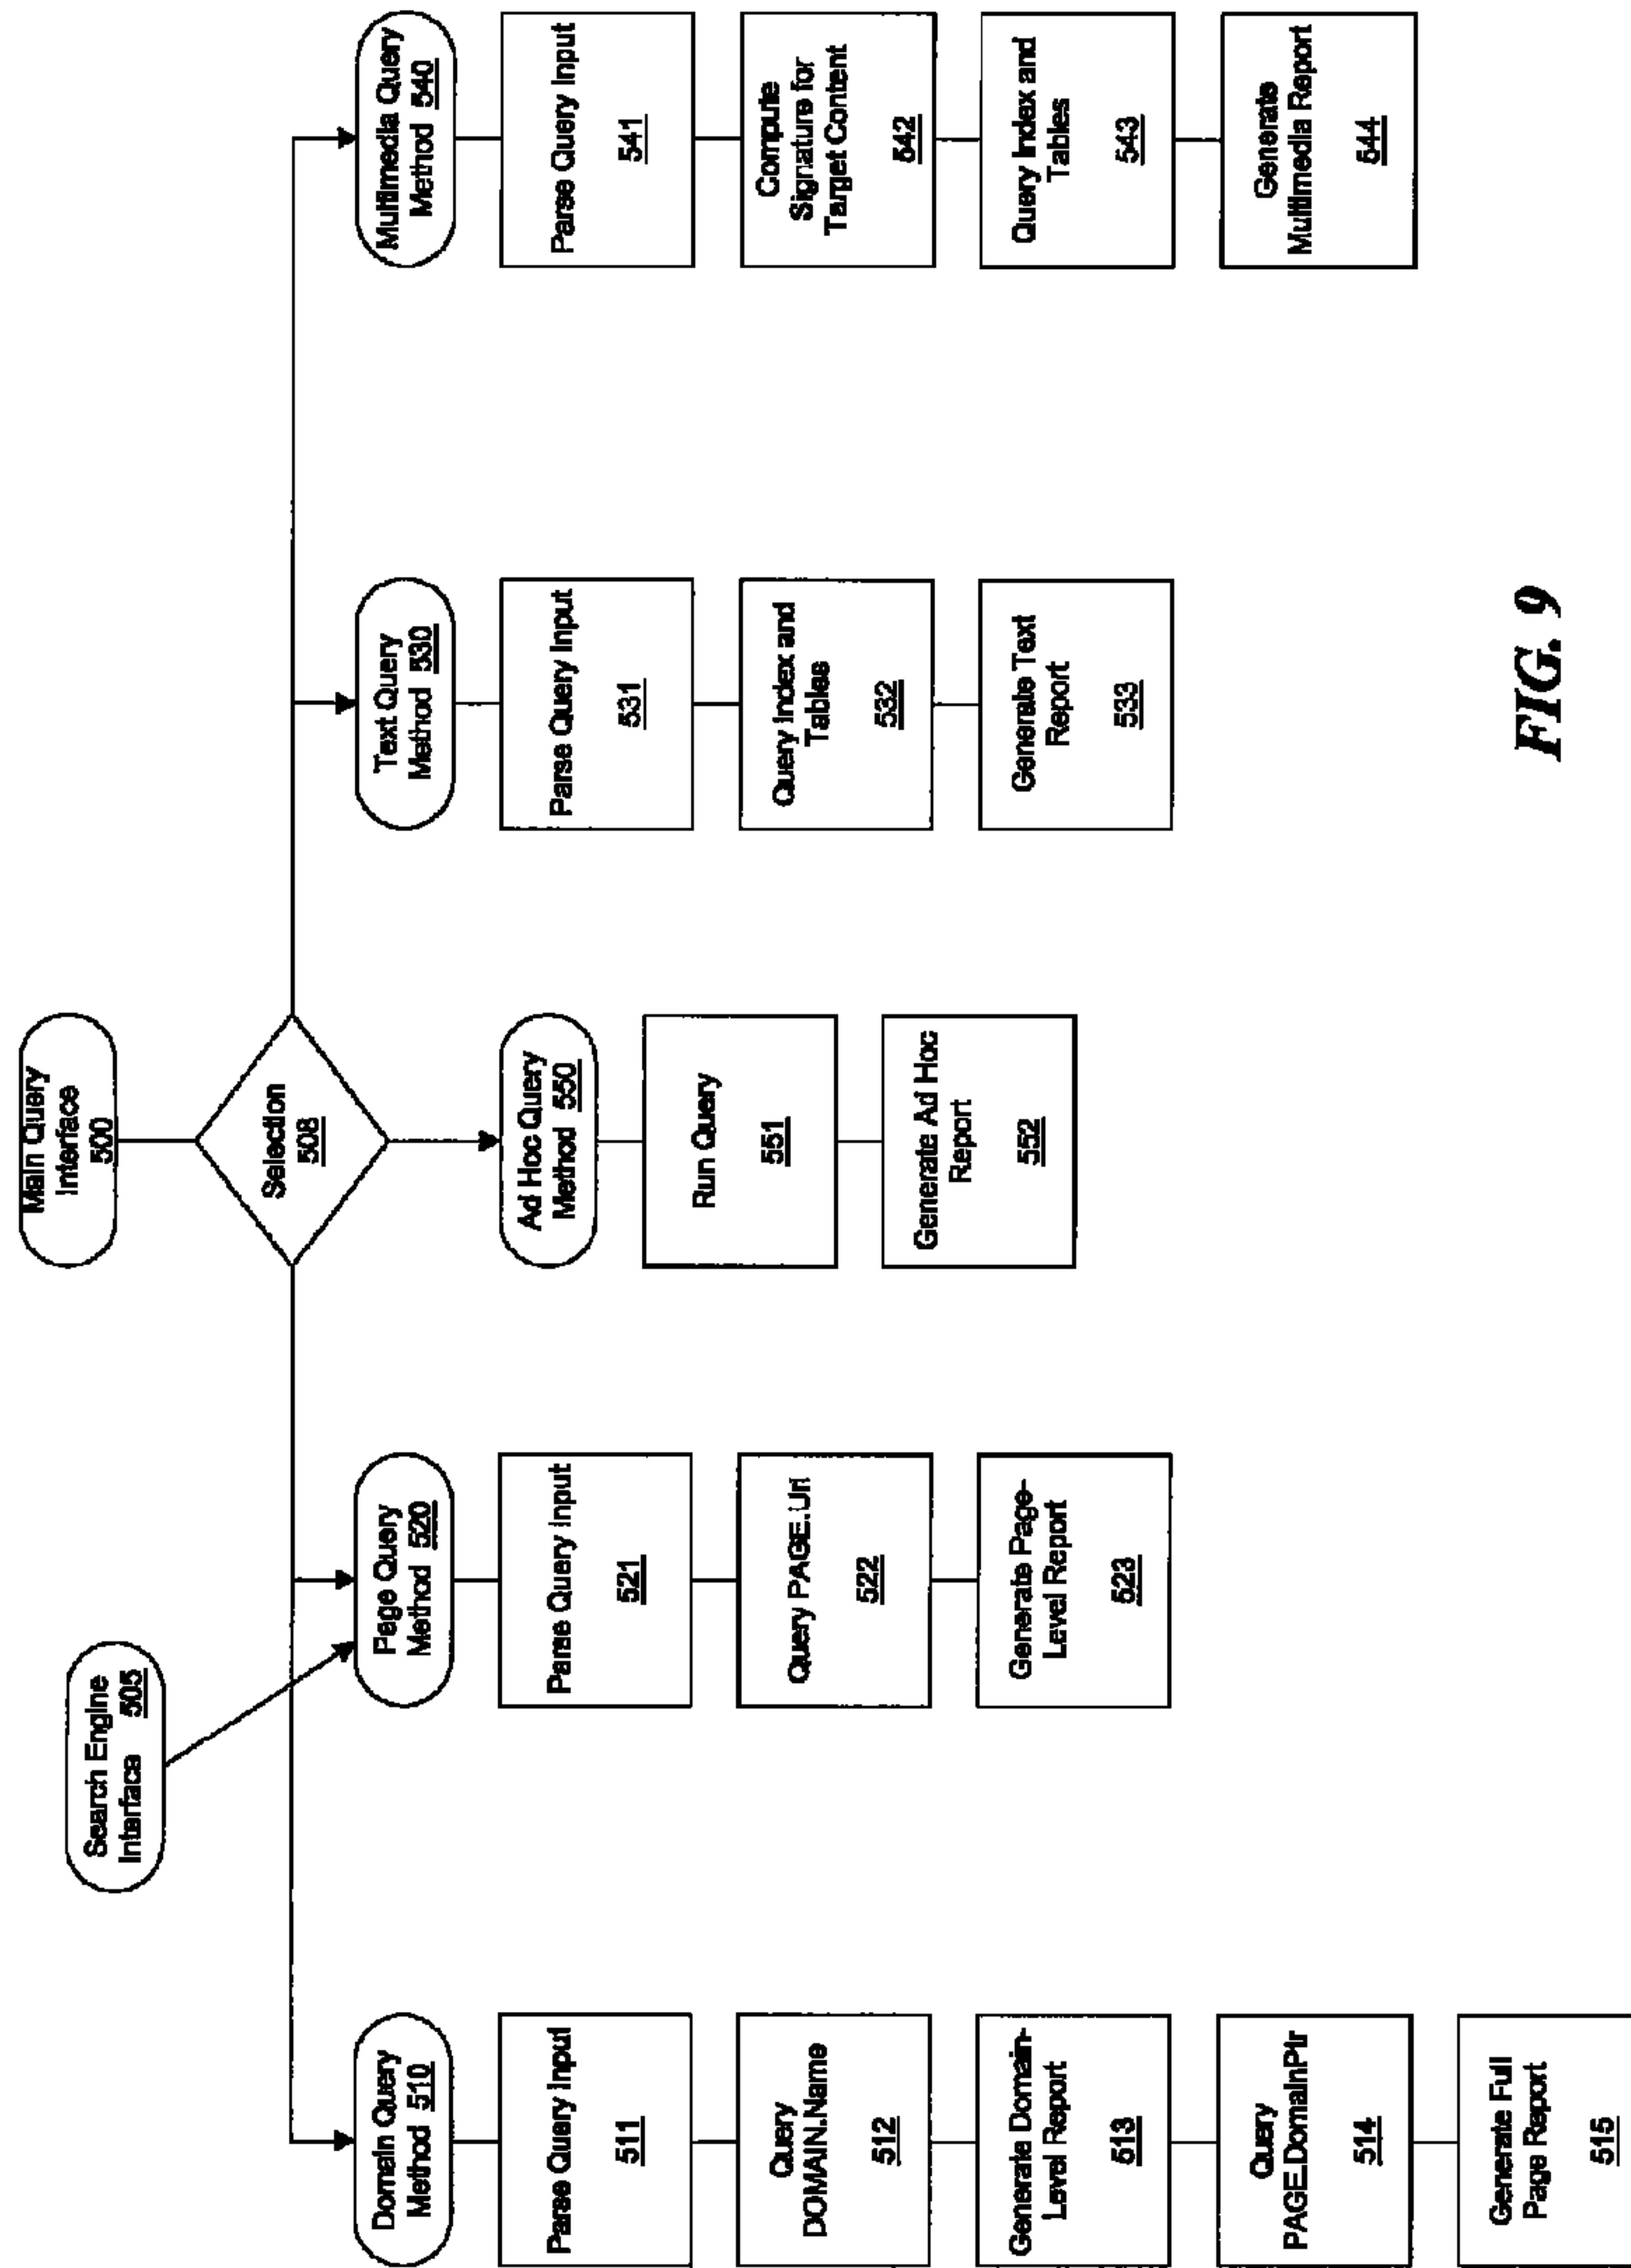 Main Query
Interface
500
Search Engine
Interface 505
Selection
508
Domain Query
Method 510
Parse Query Input
511
Query
DOMAIN.Name
512
Generate Domain-
Level Report
513
Query
PAGE.DomainPtr
514
Generate Full
Page Report
515
Page Query
Method 520
Parse Query Input
521
Query PAGE.Url
522
Generate Page-
Level Report
523
Ad Hoc Query
Method 550
Run Query
551
Generate Ad Hoc
Report
552
Text Query
Method 530
Parse Query Input
531
Query Index and
Tables
532
Generate Text
Report
533
Multimedia Query
Method 540
Parse Query Input
541
Compute
Signature for
Target Content
542
Query Index and
Tables
543
Generate
Multimedia Report
544
FIG. 9